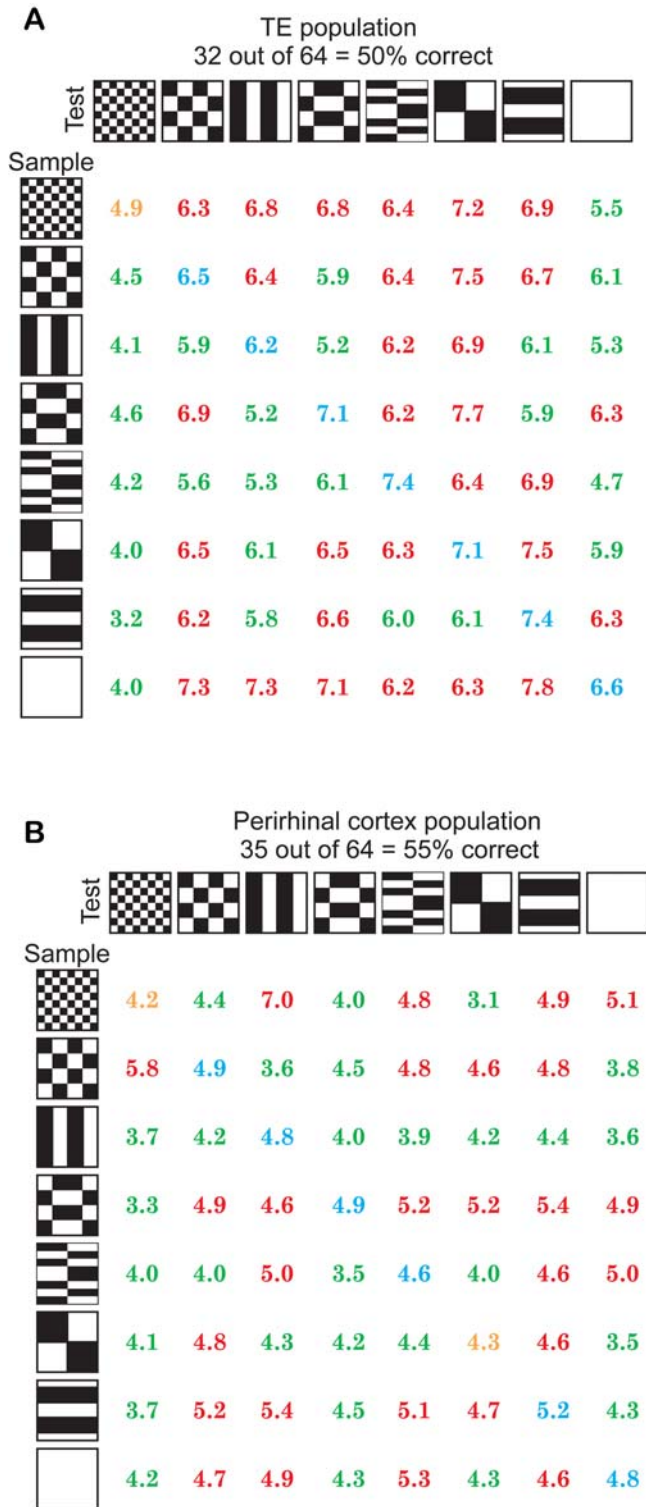 A
TE population
32 out of 64 = 50% correct
Test
Sample
4.9 6.3 6.8 6.8 6.4 7.2 6.9 5.5
4.5 6.5 6.4 5.9 6.4 7.5 6.7 6.1
4.1 5.9 6.2 5.2 6.2 6.9 6.1 5.3
4.6 6.9 5.2 7.1 6.2 7.7 5.9 6.3
4.2 5.6 5.3 6.1 7.4 6.4 6.9 4.7
4.0 6.5 6.1 6.5 6.3 7.1 7.5 5.9
3.2 6.2 5.8 6.6 6.0 6.1 7.4 6.3
4.0 7.3 7.3 7.1 6.2 6.3 7.8 6.6
B
Perirhinal cortex population
35 out of 64 = 55% correct
Test
Sample
4.2 4.4 7.0 4.0 4.8 3.1 4.9 5.1
5.8 4.9 3.6 4.5 4.8 4.6 4.8 3.8
3.7 4.2 4.8 4.0 3.9 4.2 4.4 3.6
3.3 4.9 4.6 4.9 5.2 5.2 5.4 4.9
4.0 4.0 5.0 3.5 4.6 4.0 4.6 5.0
4.1 4.8 4.3 4.2 4.4 4.3 4.6 3.5
3.7 5.2 5.4 4.5 5.1 4.7 5.2 4.3
4.2 4.7 4.9 4.3 5.3 4.3 4.6 4.8